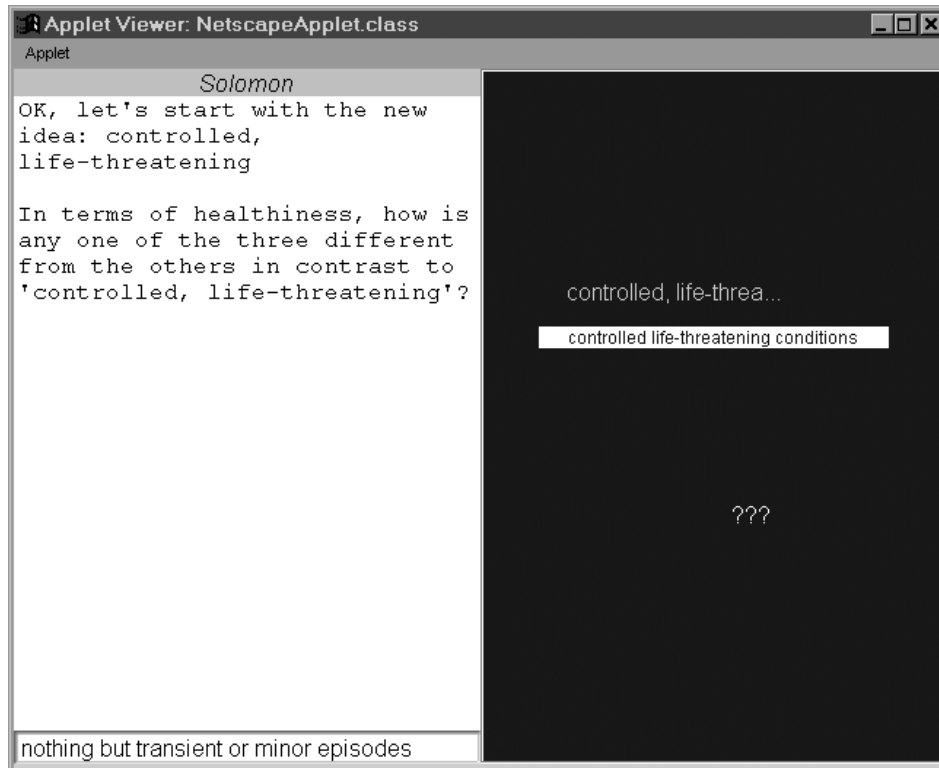 Applet Viewer: NetscapeApplet.class
Applet
Solomon
OK, let's start with the new
idea: controlled,
life-threatening
In terms of healthiness, how is
any one of the three different
from the others in contrast to
'controlled, life-threatening'?
nothing but transient or minor episodes
controlled, life-threa...
controlled life-threatening conditions
???